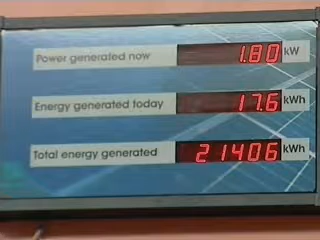 Power generated now 1.80 kW
Energy generated today 17.6 kWh
Total energy generated 21406 kWh